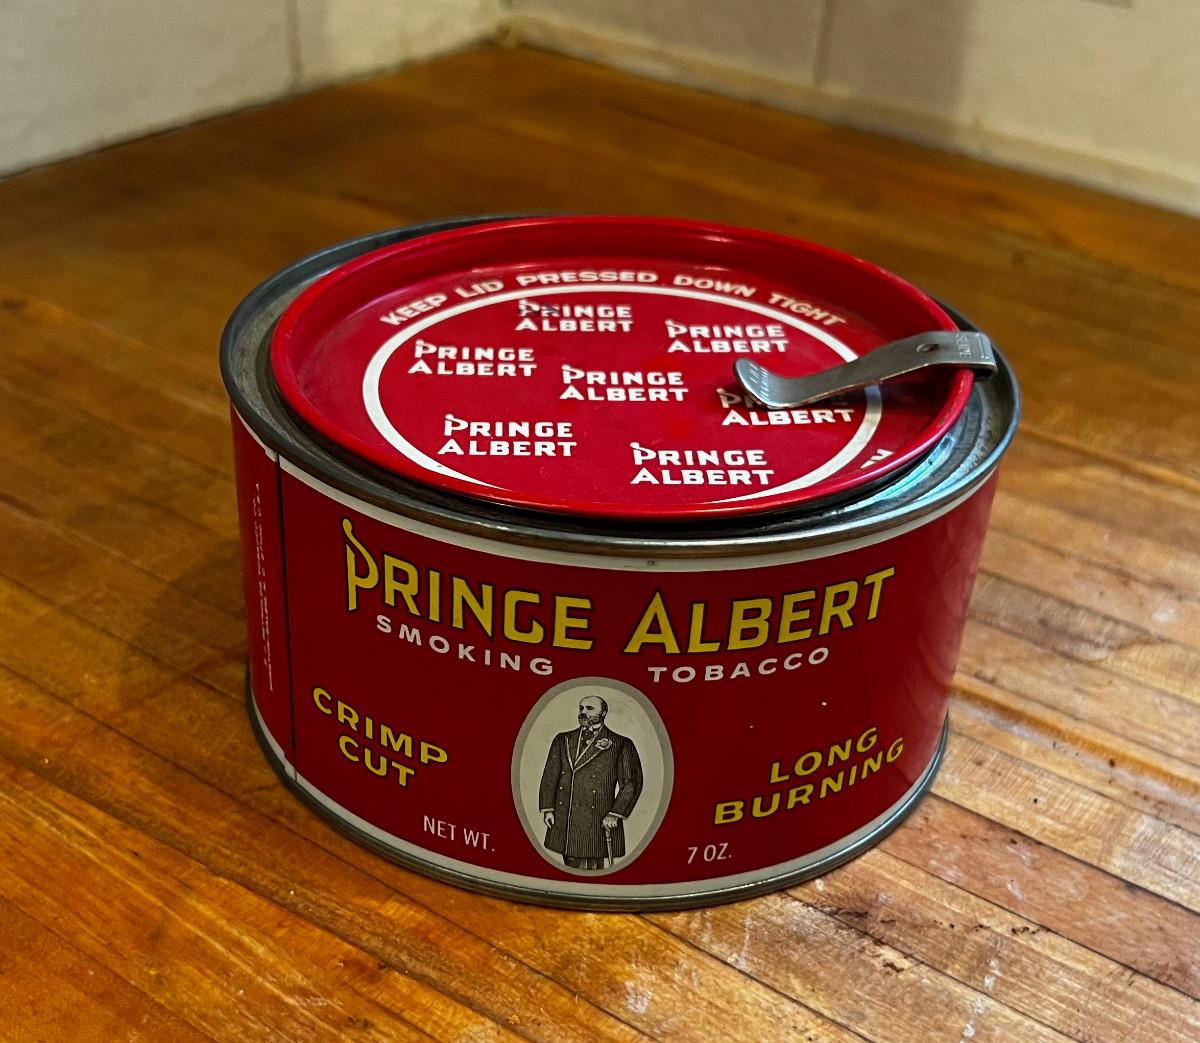 KEEP LID PRESSED DOWN TIGHT
PRINCE
ALBERT
PRINCE
ALBERT
PRINCE
ALBERT
PRINCE
ALBERT
ALBERT
PRINCE
ALBERT
PRINCE
ALBERT
PRINCE ALBERT
SMOKING TOBACCO
CRIMP
CUT
LONG
BURNING
NET WT. 7 OZ.